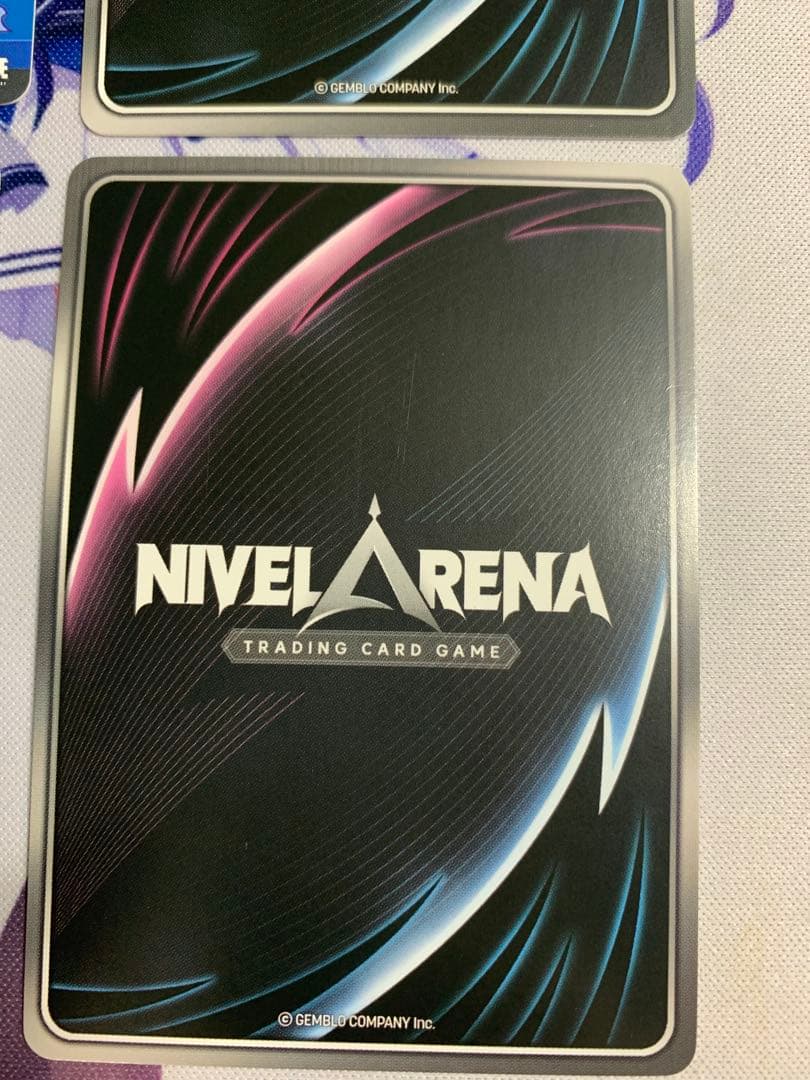 © GEMBLO COMPANY Inc.
NIVEL ARENA
TRADING CARD GAME
© GEMBLO COMPANY Inc.